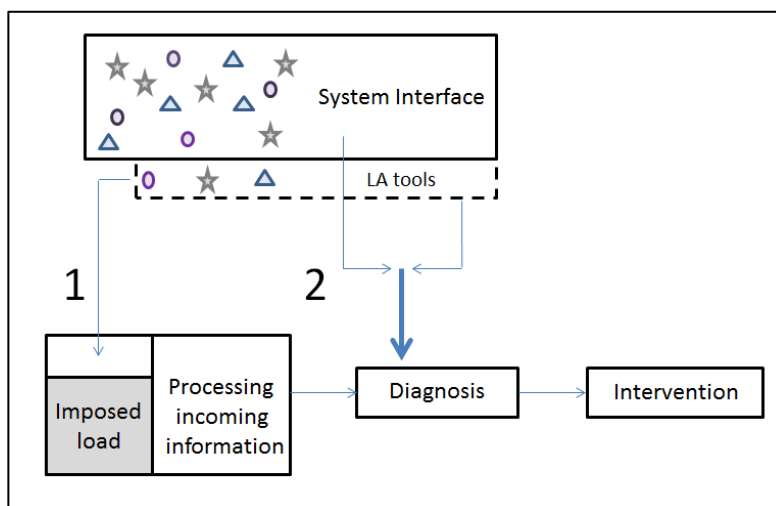 System Interface
LA tools
1
2
Imposed
load
Processing
incoming
information
Diagnosis
Intervention